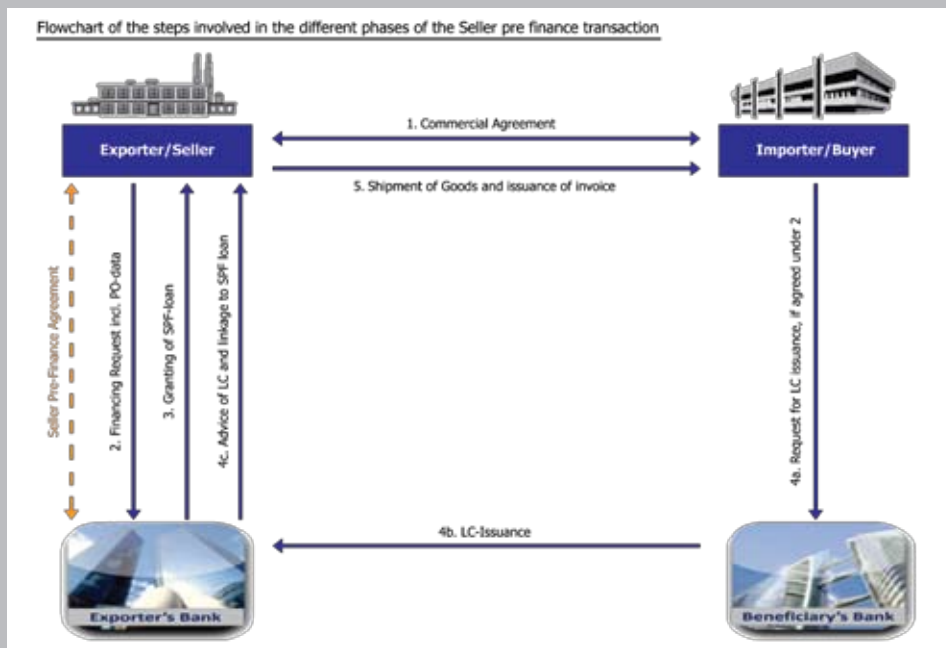 Flowchart of the steps involved in the different phases of the Seller pre finance transaction
1. Commercial Agreement
Exporter/Seller
Importer/Buyer
5. Shipment of Goods and issuance of invoice
Seller Pre-Finance Agreement
2. Financing Request incl. PO-data
3. Granting of SPF-loan
4c. Advice of LC and linkage to SPF loan
4a. Request for LC issuance, if agreed under 2
4b. LC-Issuance
Exporter's Bank
Beneficiary's Bank